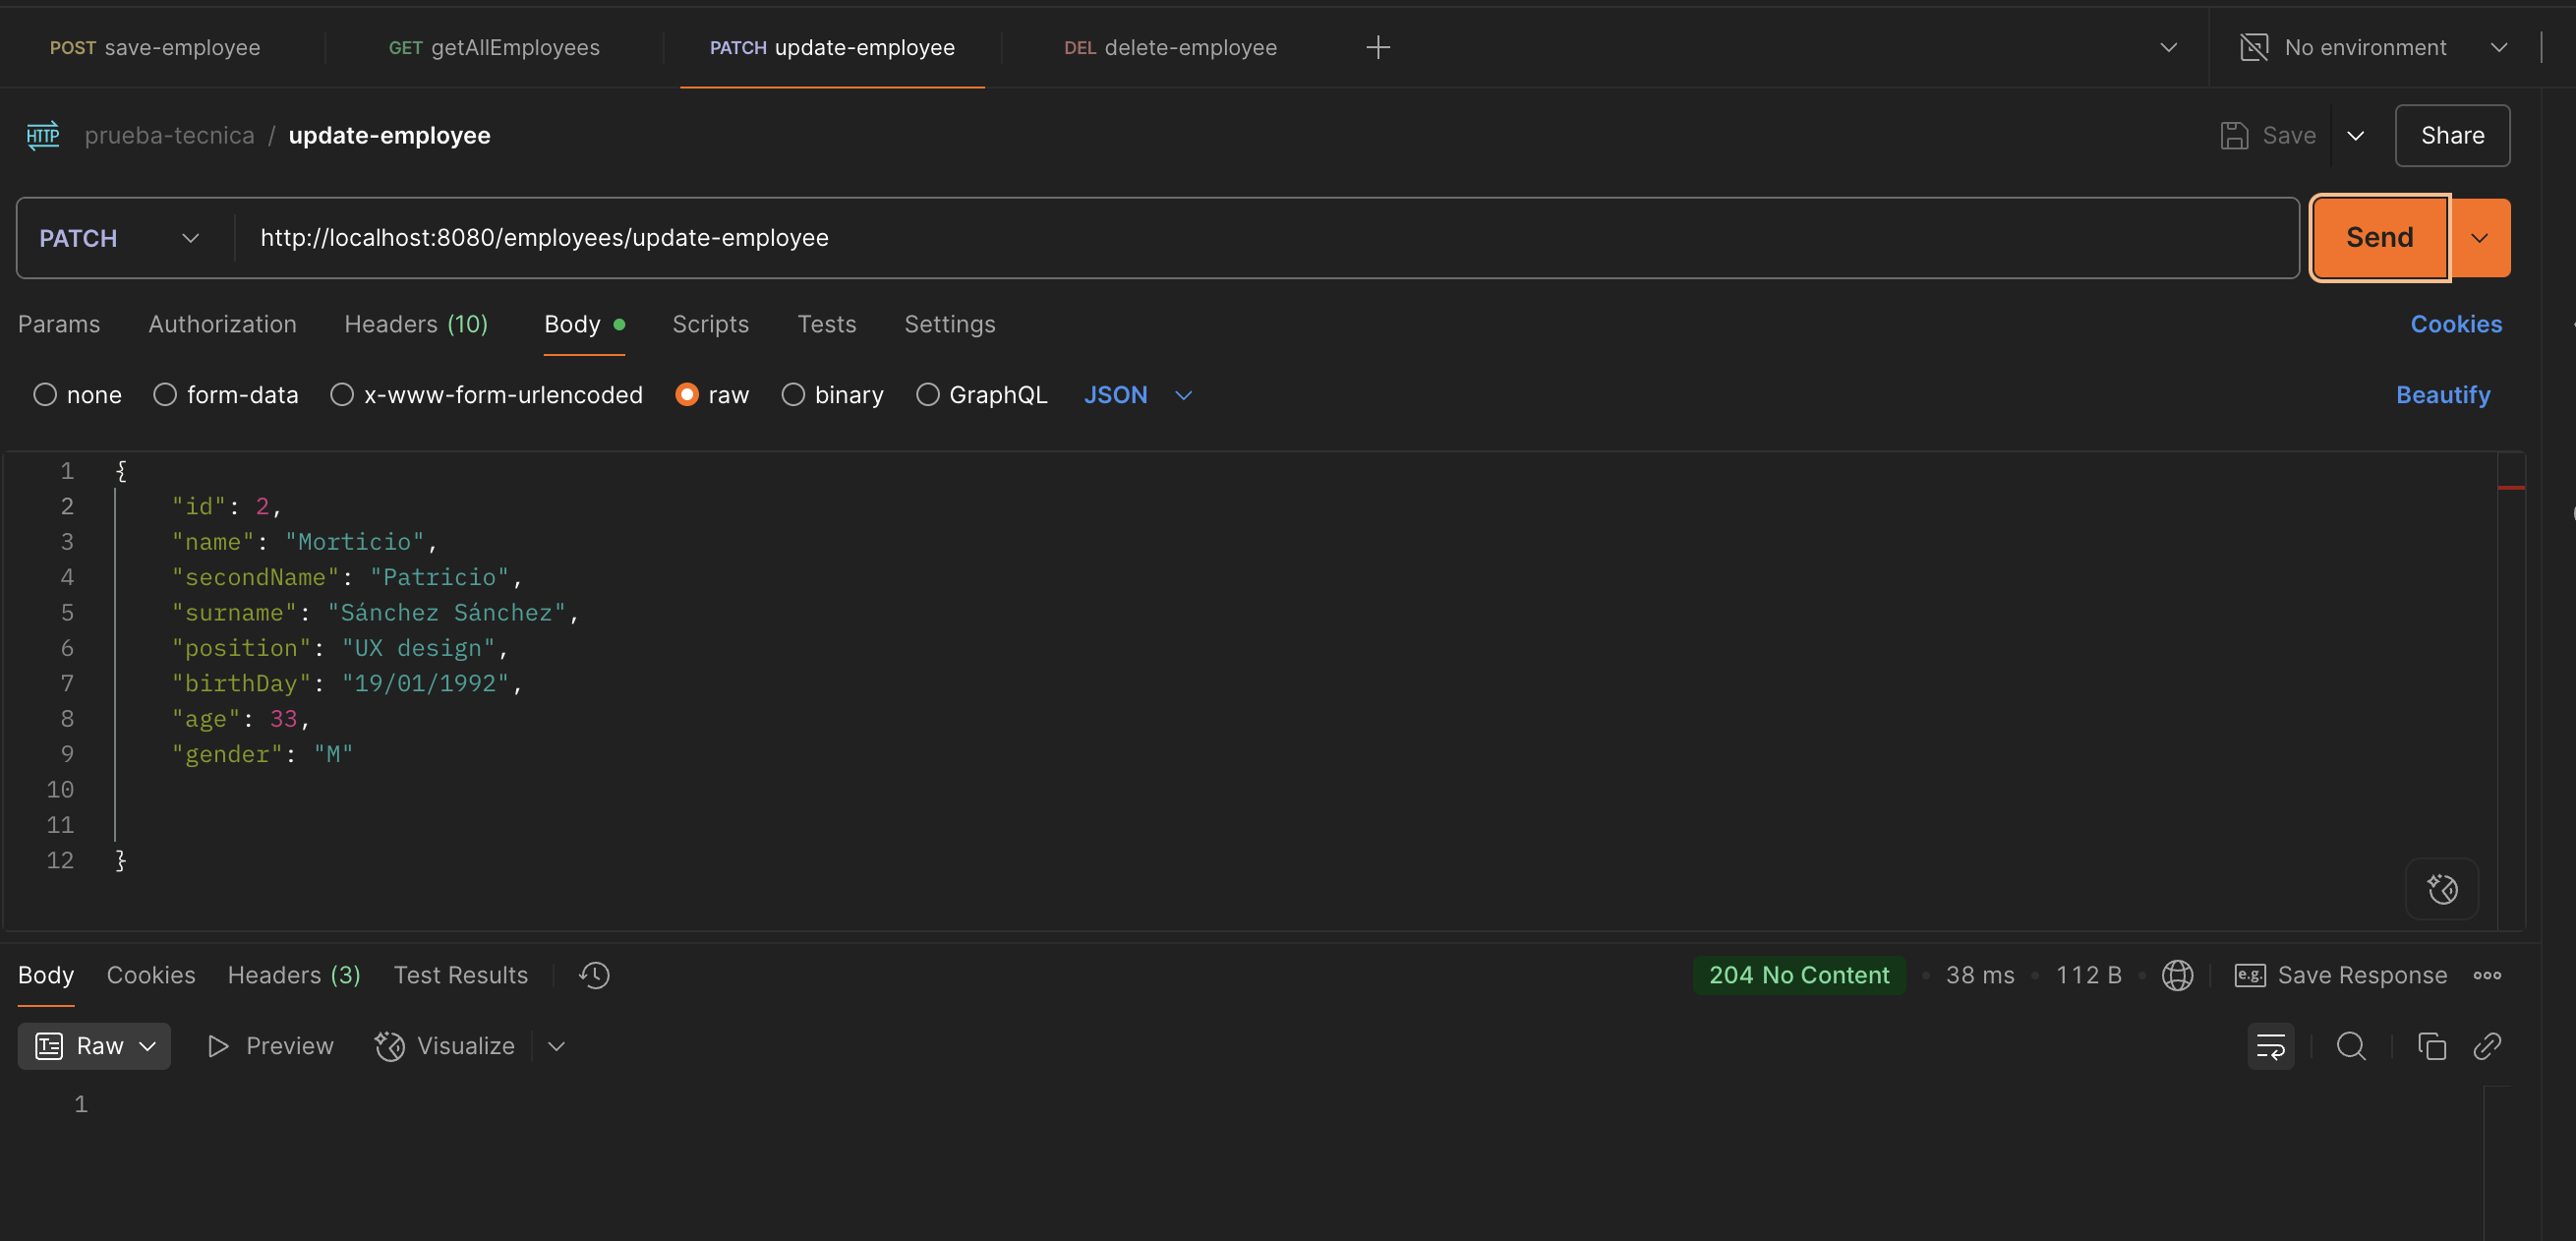 POST save-employee GET getAllEmployees PATCH update-employee DEL delete-employee No environment
HTTP prueba-tecnica / update-employee Save Share
PATCH http://localhost:8080/employees/update-employee Send
Params Authorization Headers (10) Body Scripts Tests Settings Cookies
none form-data x-www-form-urlencoded raw binary GraphQL JSON Beautify
1 {
2 "id": 2,
3 "name": "Morticio",
4 "secondName": "Patricio",
5 "surname": "Sánchez Sánchez",
6 "position": "UX design",
7 "birthDay": "19/01/1992",
8 "age": 33,
9 "gender": "M"
10
11
12 }
Body Cookies Headers (3) Test Results 204 No Content 38 ms 112 B e.g. Save Response
Raw Preview Visualize
1